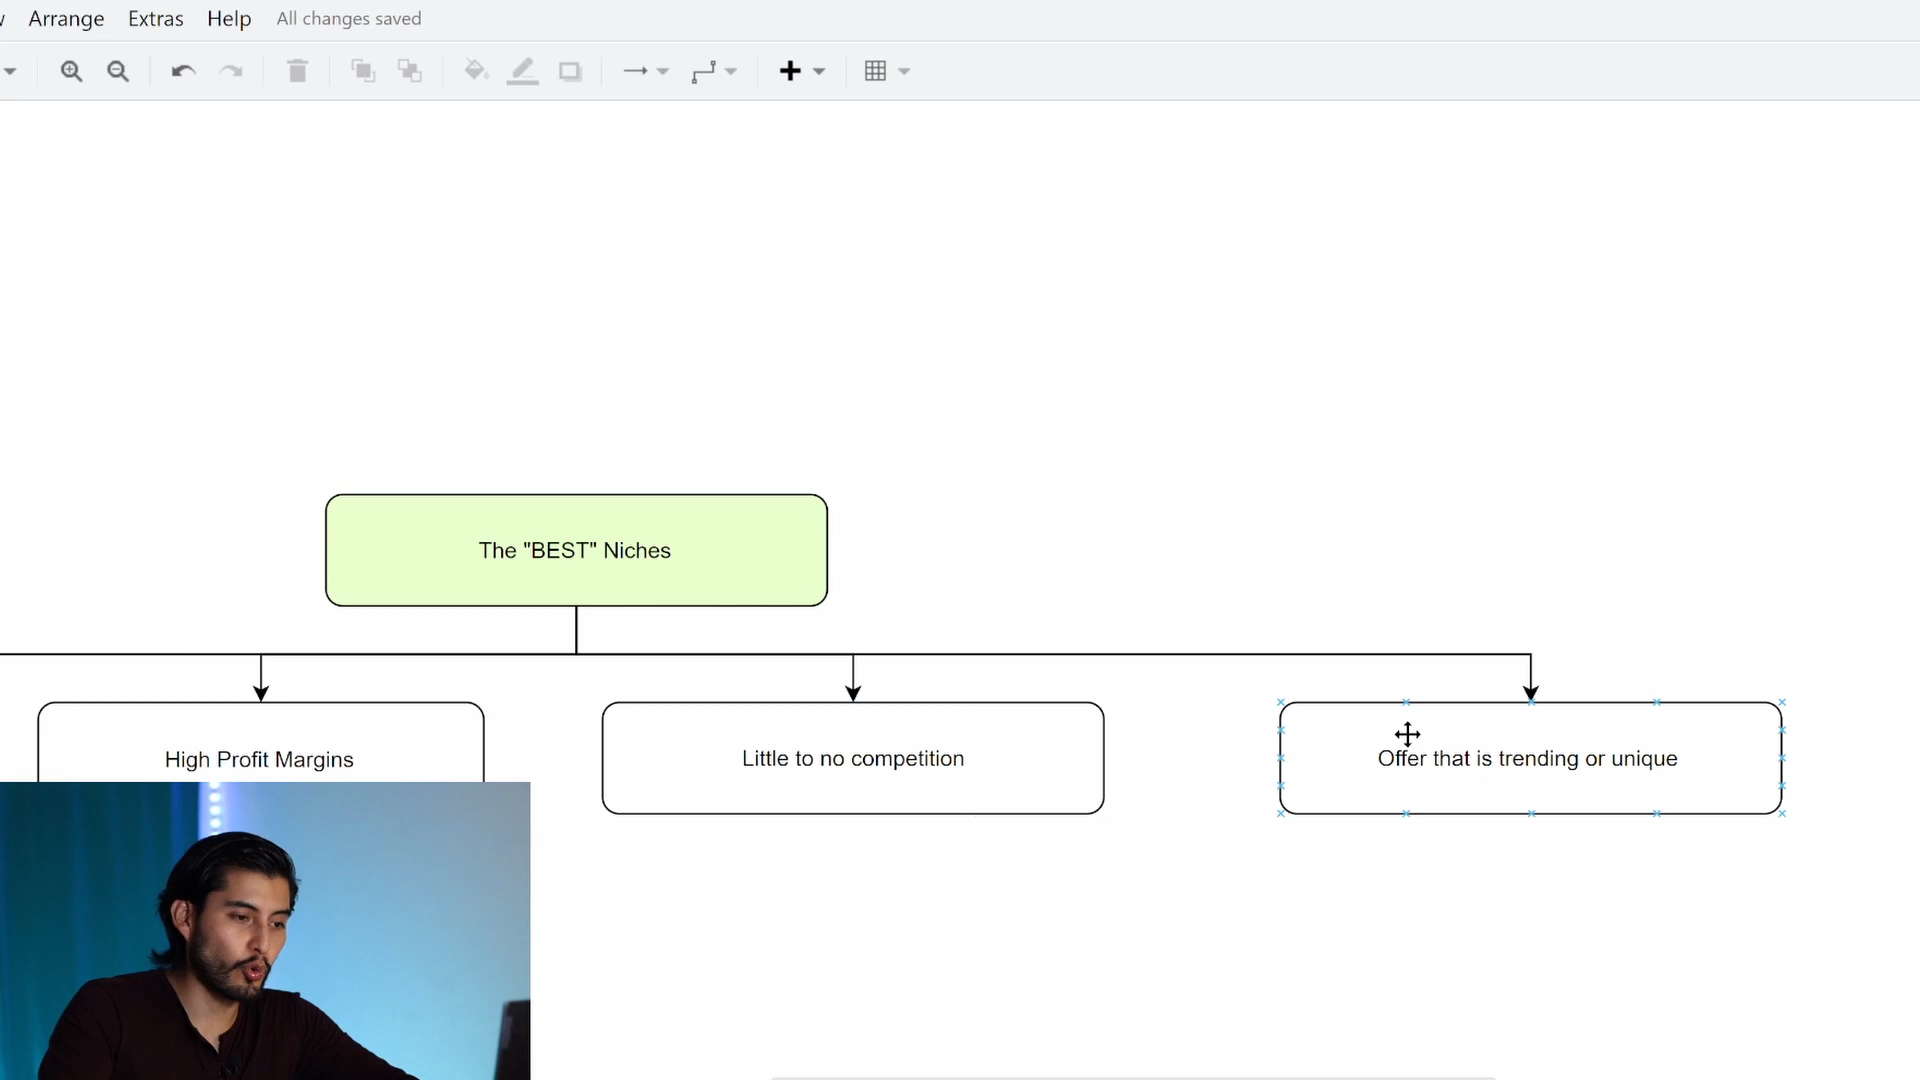 Arrange Extras Help All changes saved
The "BEST" Niches
High Profit Margins
Little to no competition
Offer that is trending or unique